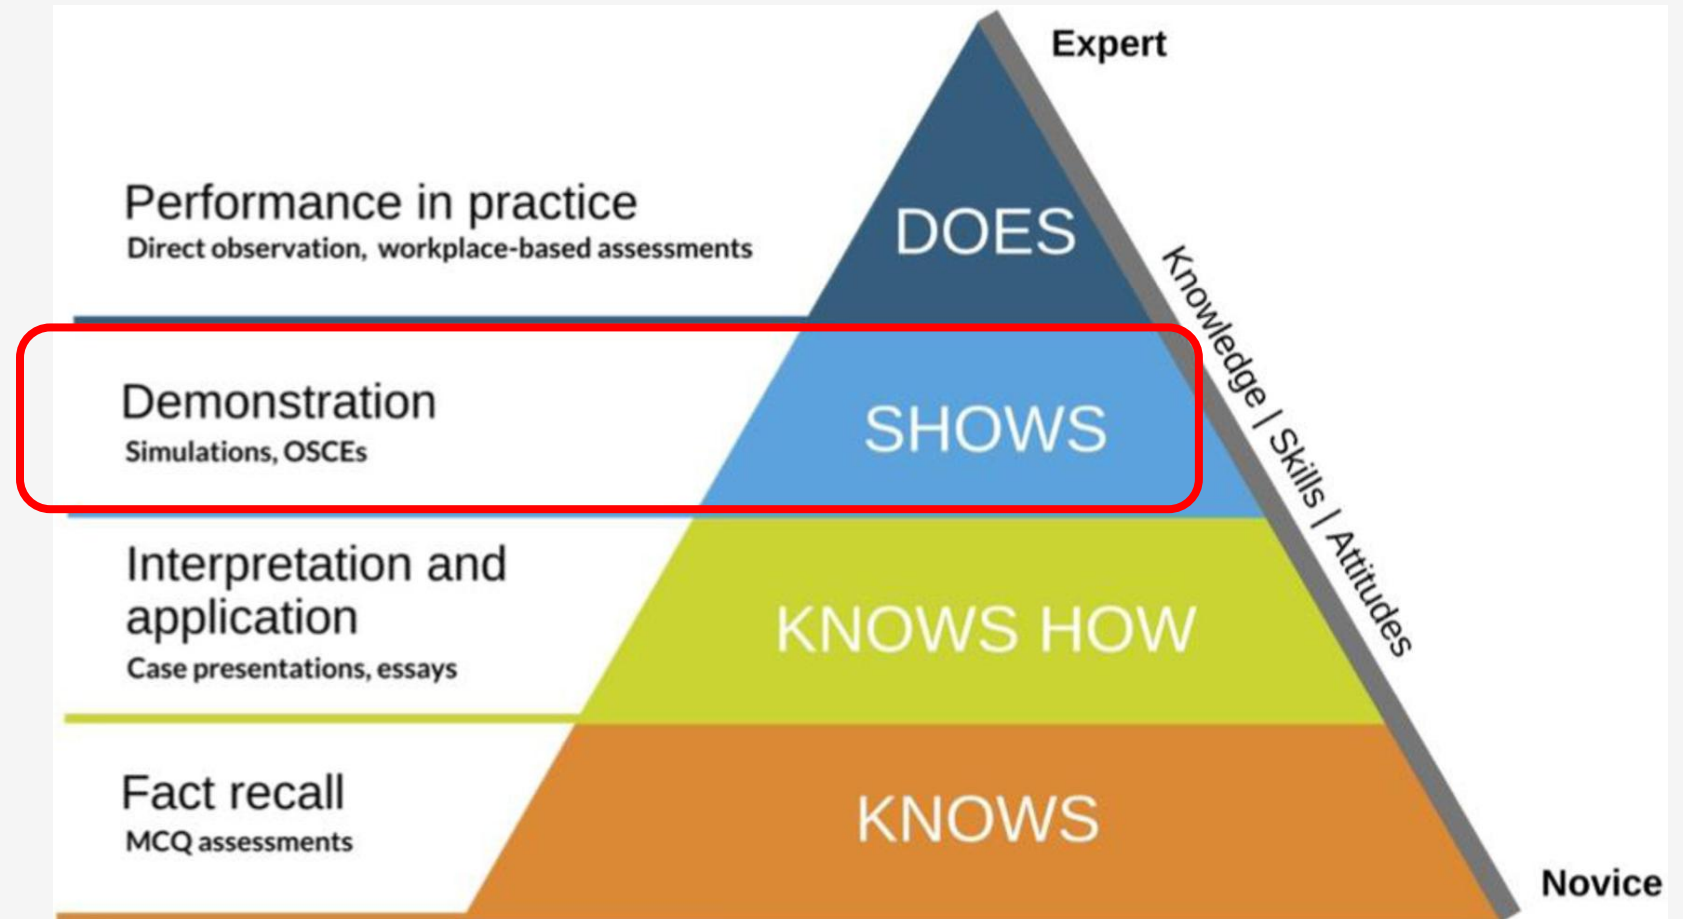 Expert
Performance in practice
Direct observation, workplace-based assessments
DOES
Knowledge | Skills | Attitudes
Demonstration
Simulations, OSCEs
SHOWS
Interpretation and
application
Case presentations, essays
KNOWS HOW
Fact recall
MCQ assessments
KNOWS
Novice